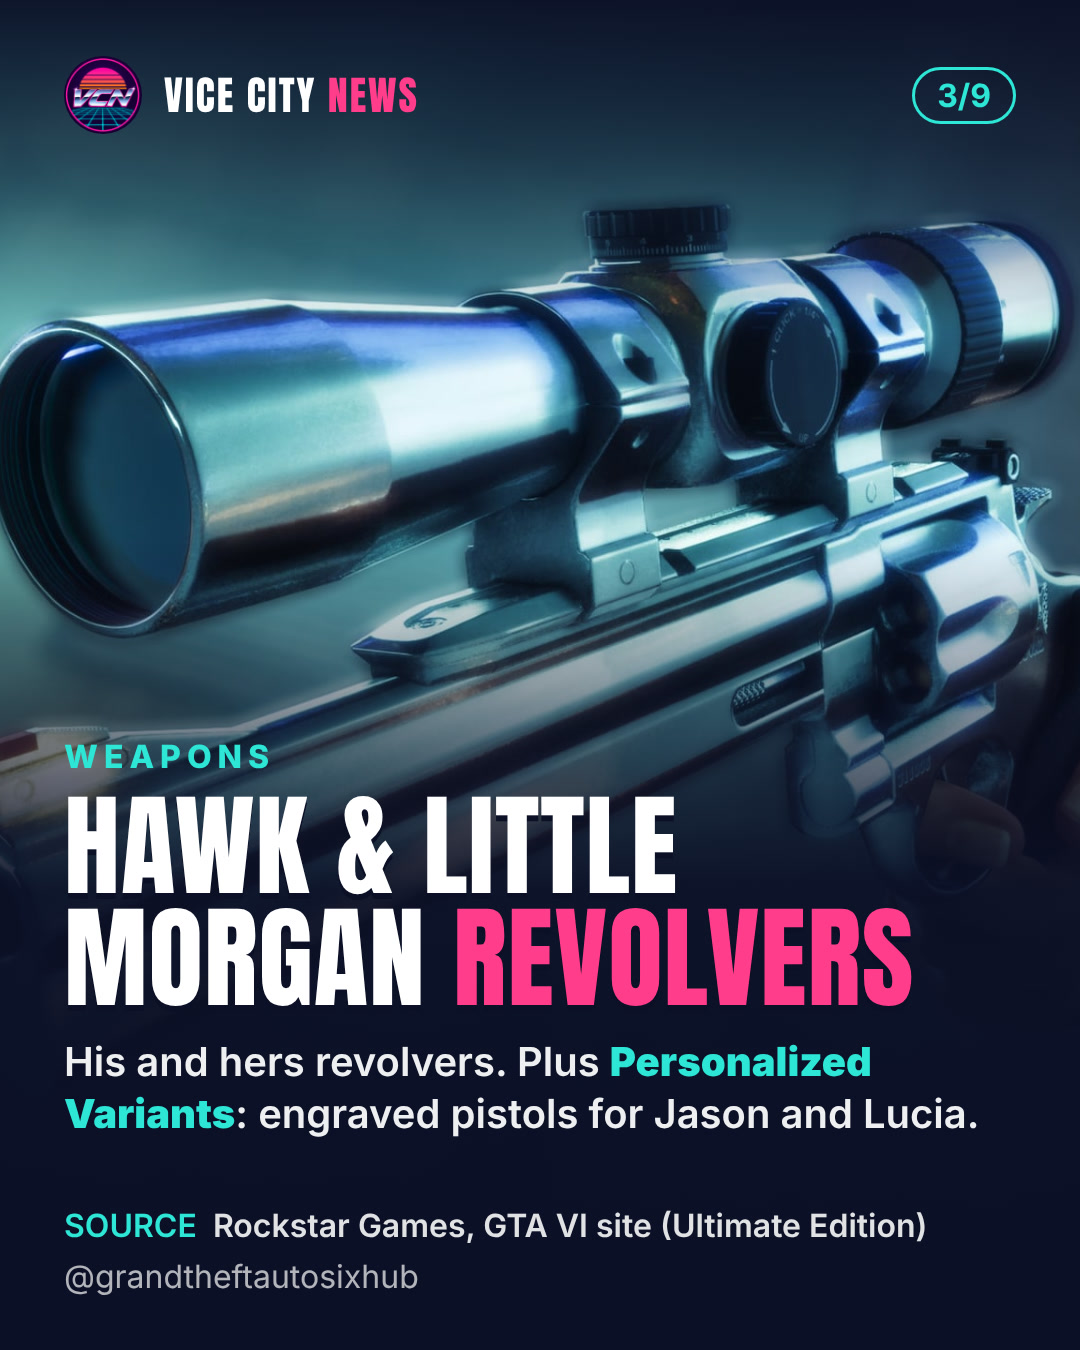 VCN
VICE CITY NEWS
3/9
WEAPONS
HAWK & LITTLE
MORGAN REVOLVERS
His and hers revolvers. Plus Personalized
Variants: engraved pistols for Jason and Lucia.
SOURCE Rockstar Games, GTA VI site (Ultimate Edition)
@grandtheftautosixhub